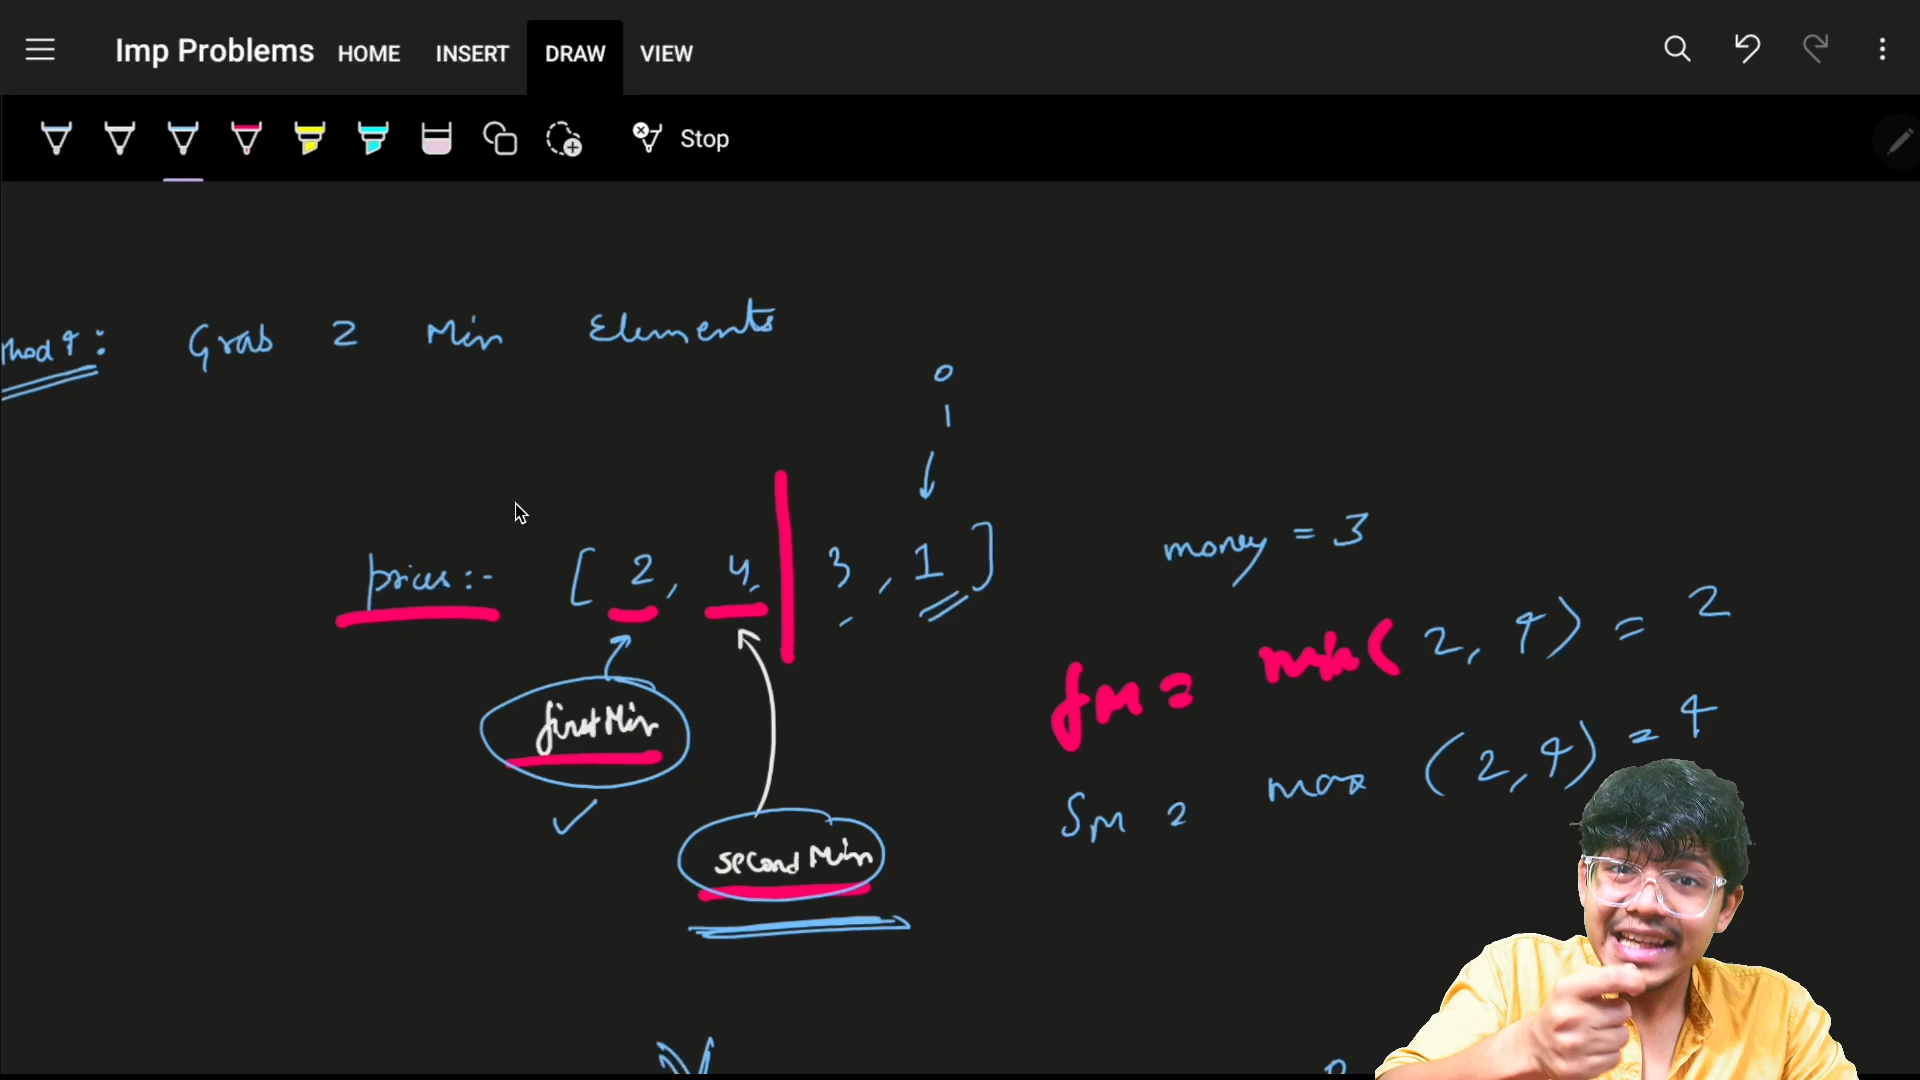 Imp Problems HOME INSERT DRAW VIEW
Stop
thod 4: Grab 2 Min Elements
0
1
prices:- [ 2, 4, 3, 1 ]
money = 3
fM = min( 2, 4) = 2
firstMin
SM = max (2, 4) = 4
second Min